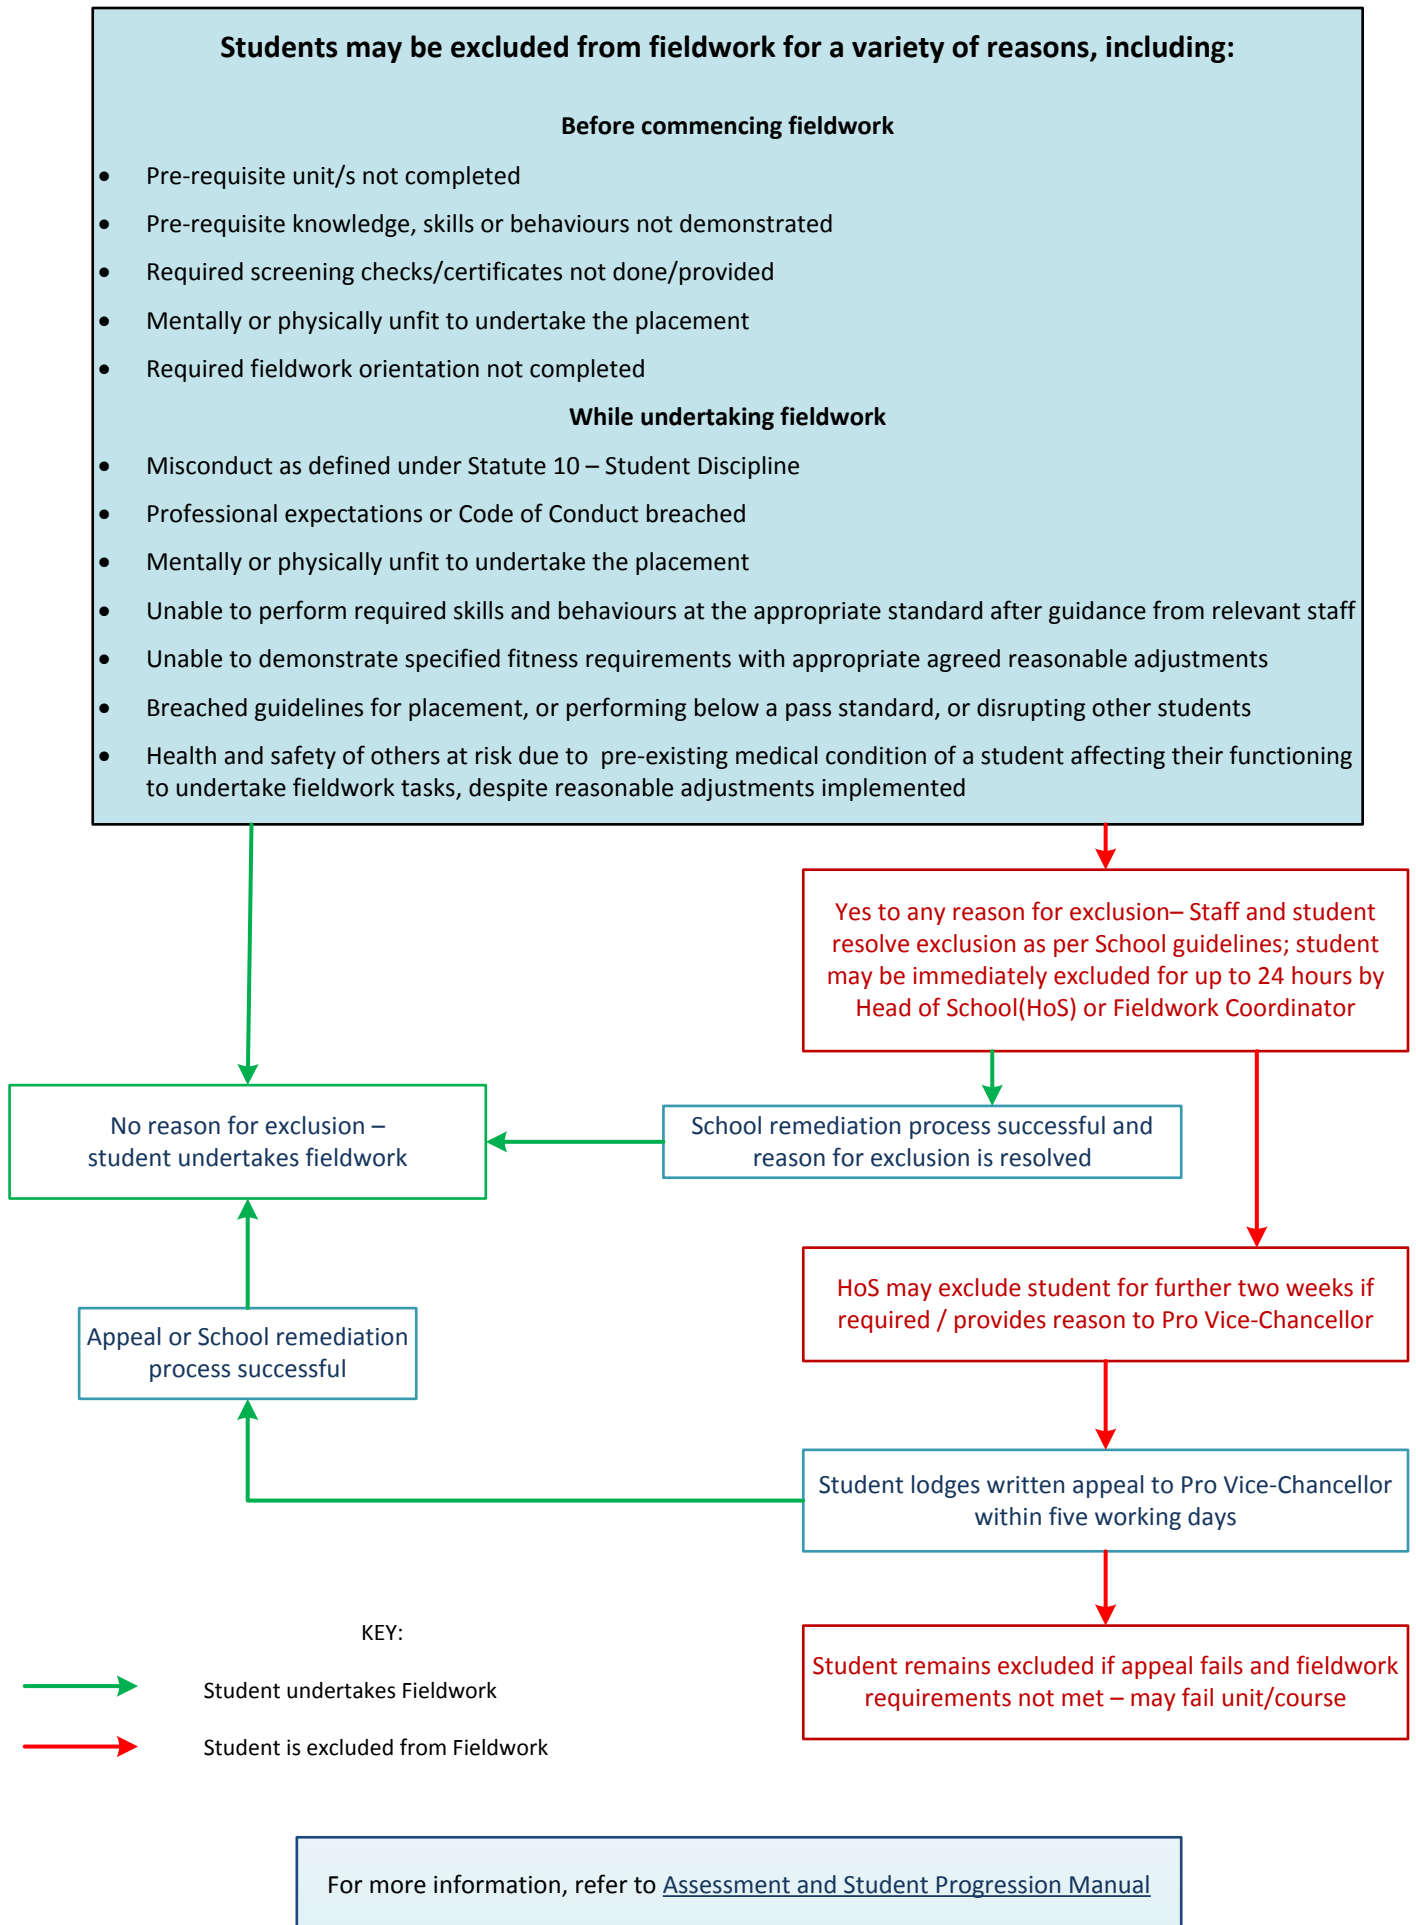 Students may be excluded from fieldwork for a variety of reasons, including:
Before commencing fieldwork
• Pre-requisite unit/s not completed
• Pre-requisite knowledge, skills or behaviours not demonstrated
• Required screening checks/certificates not done/provided
• Mentally or physically unfit to undertake the placement
• Required fieldwork orientation not completed
While undertaking fieldwork
• Misconduct as defined under Statute 10 – Student Discipline
• Professional expectations or Code of Conduct breached
• Mentally or physically unfit to undertake the placement
• Unable to perform required skills and behaviours at the appropriate standard after guidance from relevant staff
• Unable to demonstrate specified fitness requirements with appropriate agreed reasonable adjustments
• Breached guidelines for placement, or performing below a pass standard, or disrupting other students
• Health and safety of others at risk due to  pre-existing medical condition of a student affecting their functioning
to undertake fieldwork tasks, despite reasonable adjustments implemented
Yes to any reason for exclusion– Staff and student
resolve exclusion as per School guidelines; student
may be immediately excluded for up to 24 hours by
Head of School(HoS) or Fieldwork Coordinator
No reason for exclusion –
student undertakes fieldwork
School remediation process successful and
reason for exclusion is resolved
HoS may exclude student for further two weeks if
required / provides reason to Pro Vice-Chancellor
Appeal or School remediation
process successful
Student lodges written appeal to Pro Vice-Chancellor
within five working days
Student remains excluded if appeal fails and fieldwork
requirements not met – may fail unit/course
KEY:
Student undertakes Fieldwork
Student is excluded from Fieldwork
For more information, refer to Assessment and Student Progression Manual